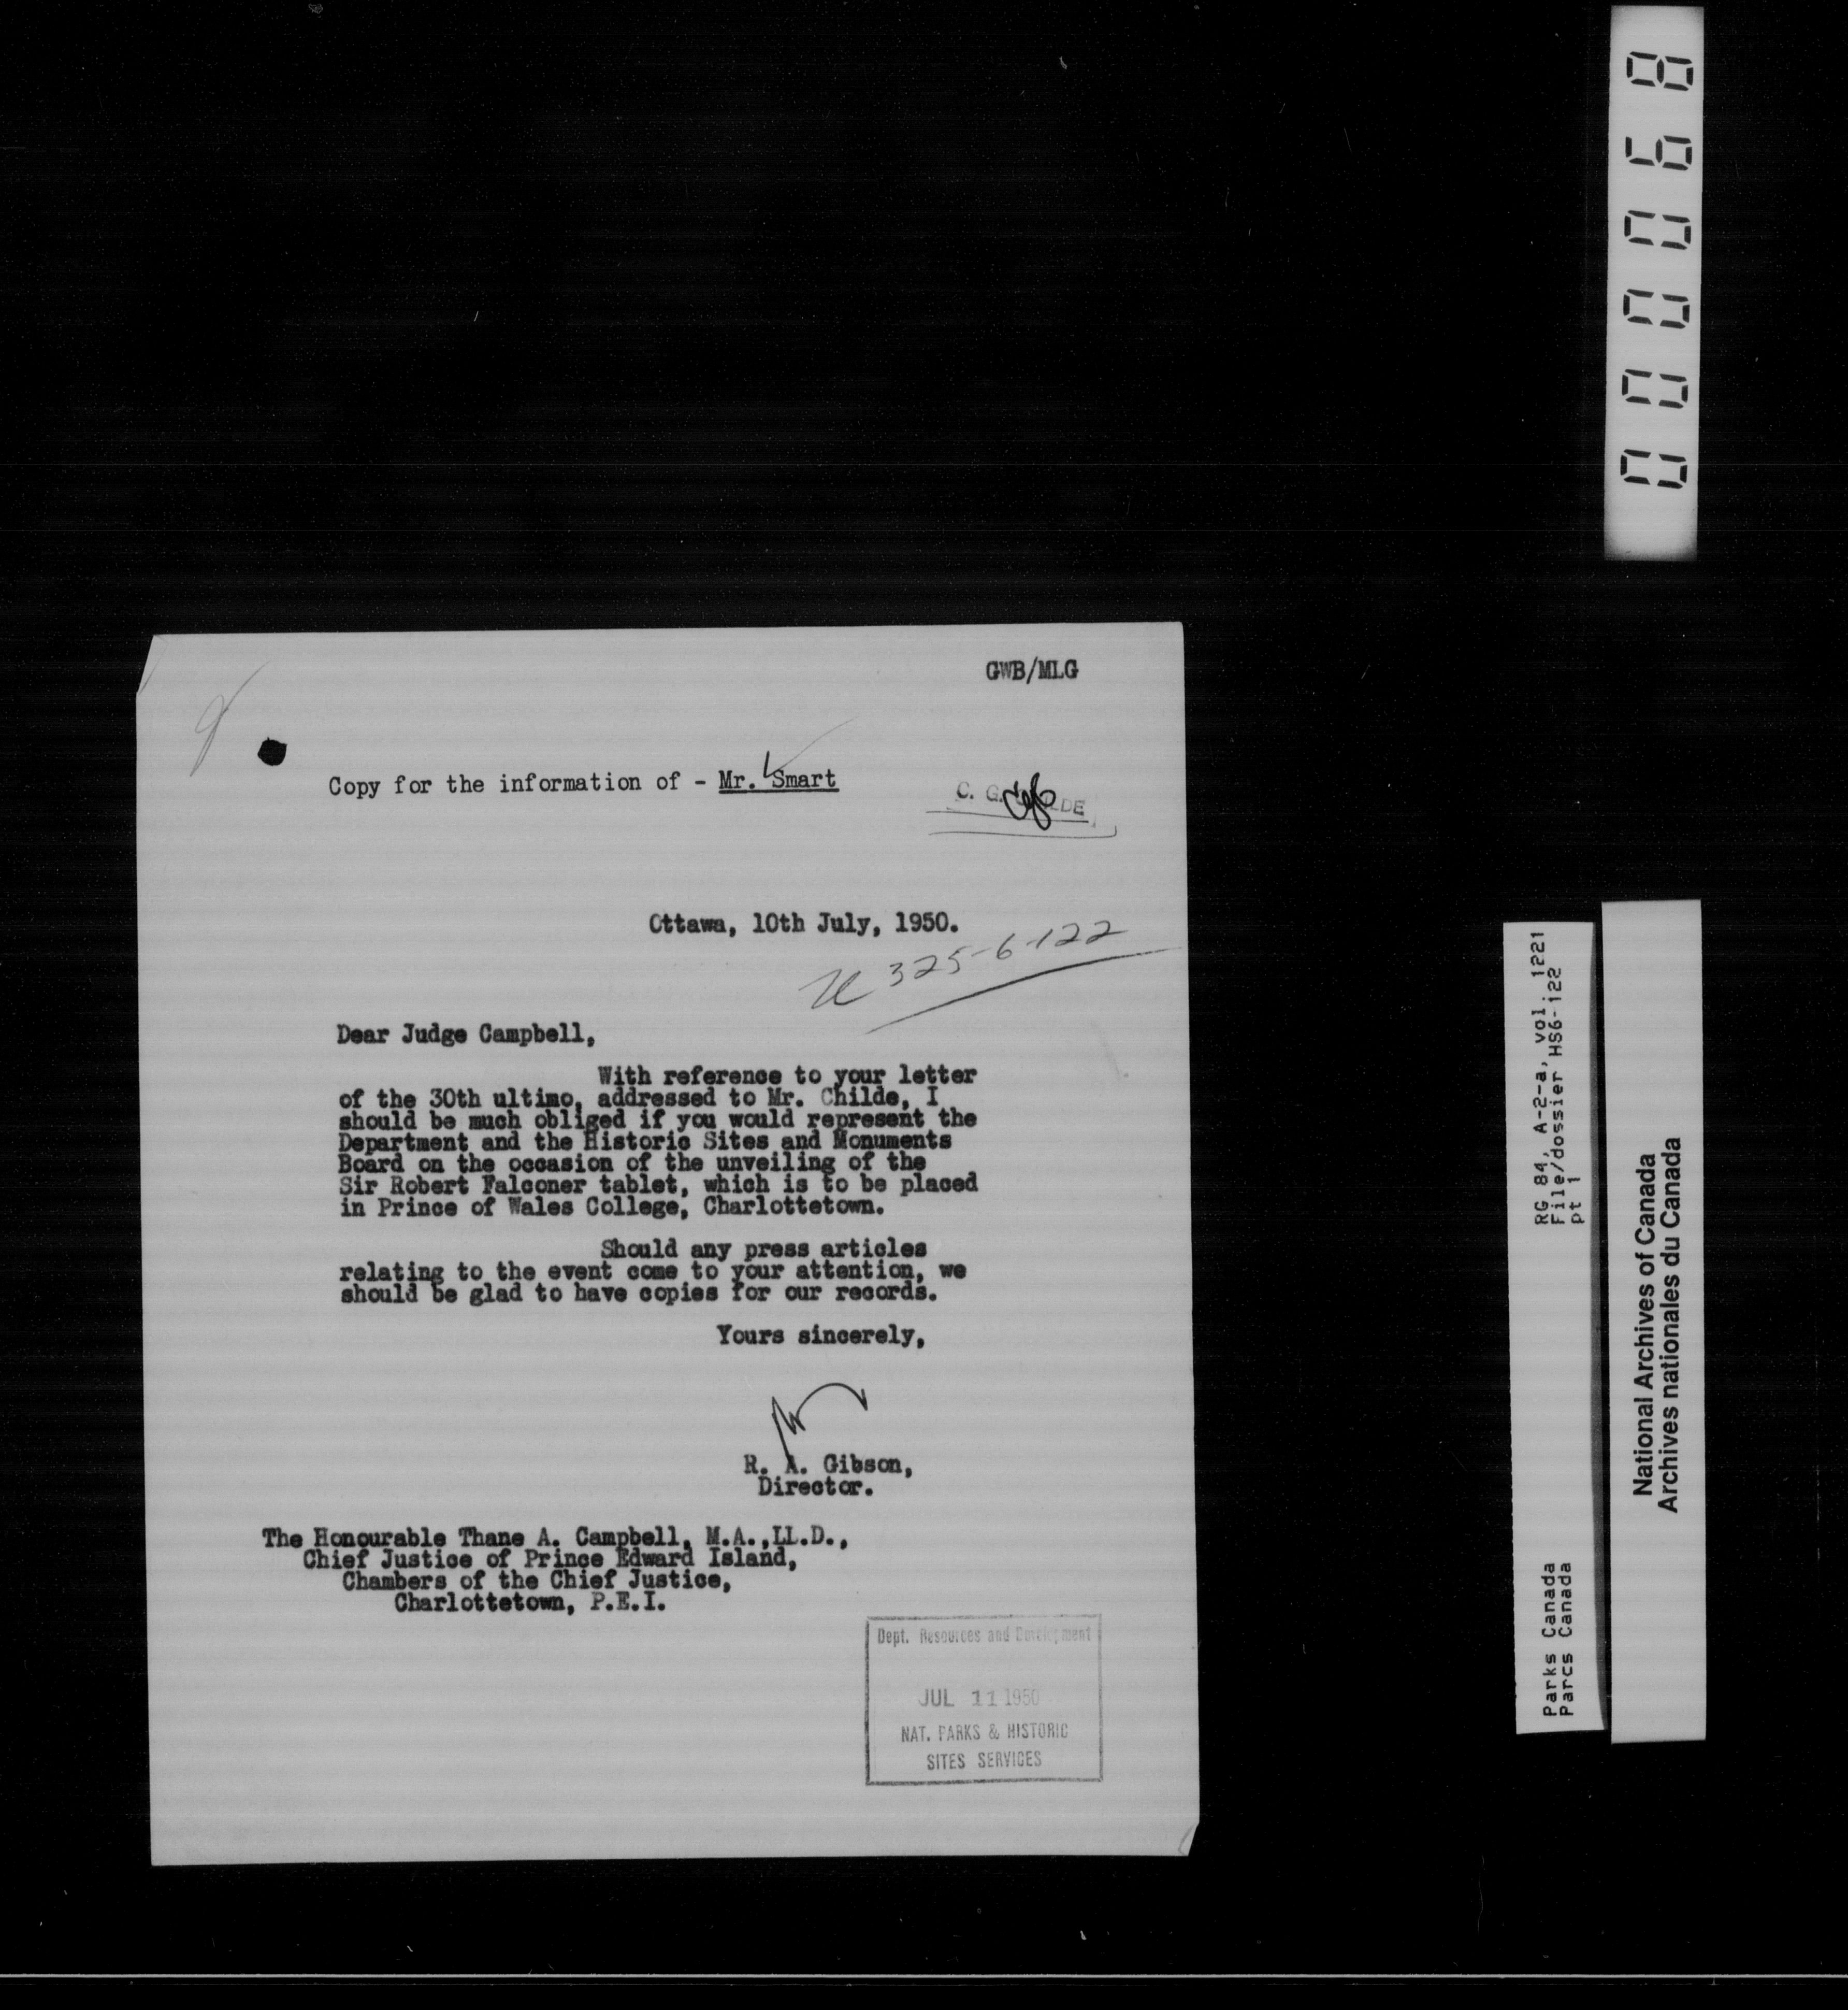 GWB/MLG
Copy for the information of - Mr. Smart
C. G. CHILDE
Ottawa, 10th July, 1950.
325-6-122
Dear Judge Campbell,
With reference to your letter
of the 30th ultimo, addressed to Mr. Childe, I
should be much obliged if you would represent the
Department and the Historic Sites and Monuments
Board on the occasion of the unveiling of the
Sir Robert Falconer tablet, which is to be placed
in Prince of Wales College, Charlottetown.
Should any press articles
relating to the event come to your attention, we
should be glad to have copies for our records.
Yours sincerely,
R. A. Gibson,
Director.
The Honourable Thane A. Campbell, M.A.,LL.D.,
Chief Justice of Prince Edward Island,
Chambers of the Chief Justice,
Charlottetown, P.E.I.
Dept. Resources and Development
JUL 11 1950
NAT. PARKS & HISTORIC
SITES SERVICES
000068
RG 84, A-2-a, vol. 1221
File/dossier HS6-122
pt 1
Parks Canada
Parcs Canada
National Archives of Canada
Archives nationales du Canada